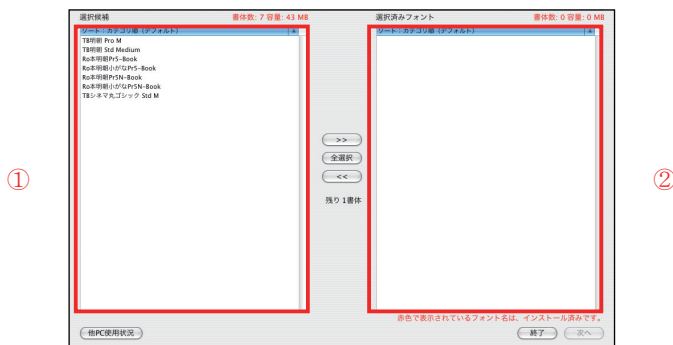 選択候補 書体数: 7 容量: 43 MB
ソート：カテゴリ順（デフォルト）
TB明朝 Pro M
TB明朝 Std Medium
Ro本明朝Pr5-Book
Ro本明朝小がなPr5-Book
Ro本明朝Pr5N-Book
Ro本明朝小がなPr5N-Book
TBシネマ丸ゴシック Std M
①
>>
全選択
<<
残り 1書体
選択済みフォント 書体数: 0 容量: 0 MB
ソート：カテゴリ順（デフォルト）
②
赤色で表示されているフォント名は、インストール済みです。
他PC使用状況
終了
次へ